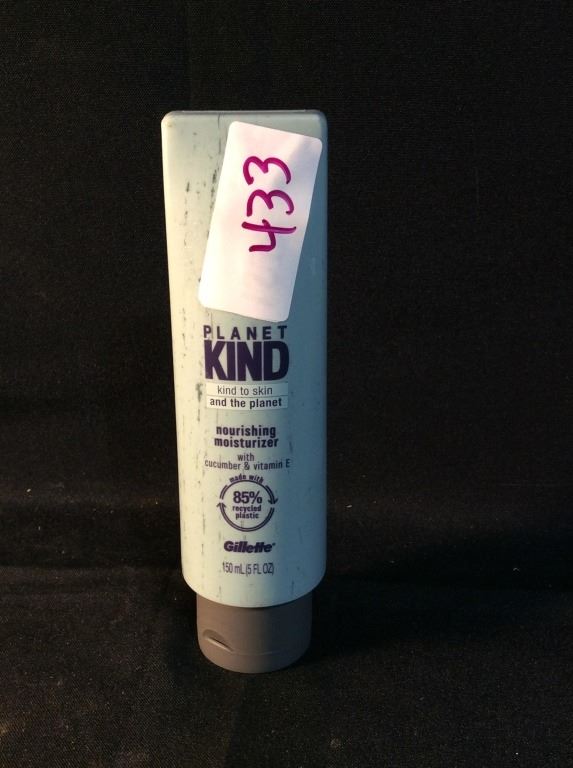 433
PLANET
KIND
kind to skin
and the planet
nourishing
moisturizer
with
cucumber & vitamin E
made with
85%
recycled
plastic
Gillette®
150 mL (5 FL OZ)